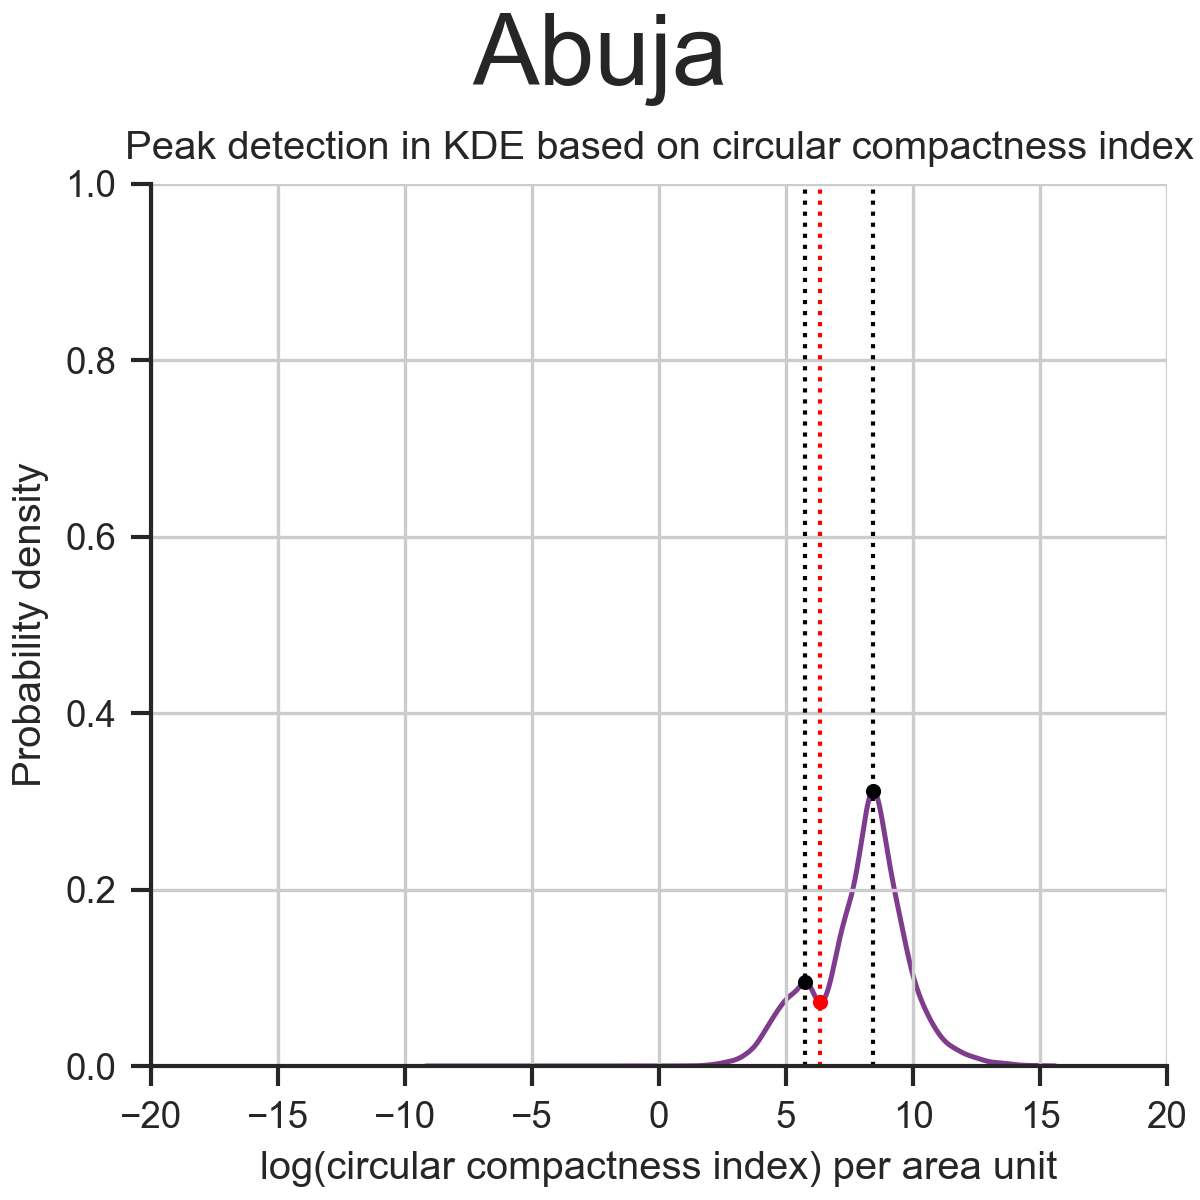 Abuja
Peak detection in KDE based on circular compactness index
1.0
0.8
0.6
0.4
0.2
0.0
Probability density
−20 −15 −10 −5 0 5 10 15 20
log(circular compactness index) per area unit